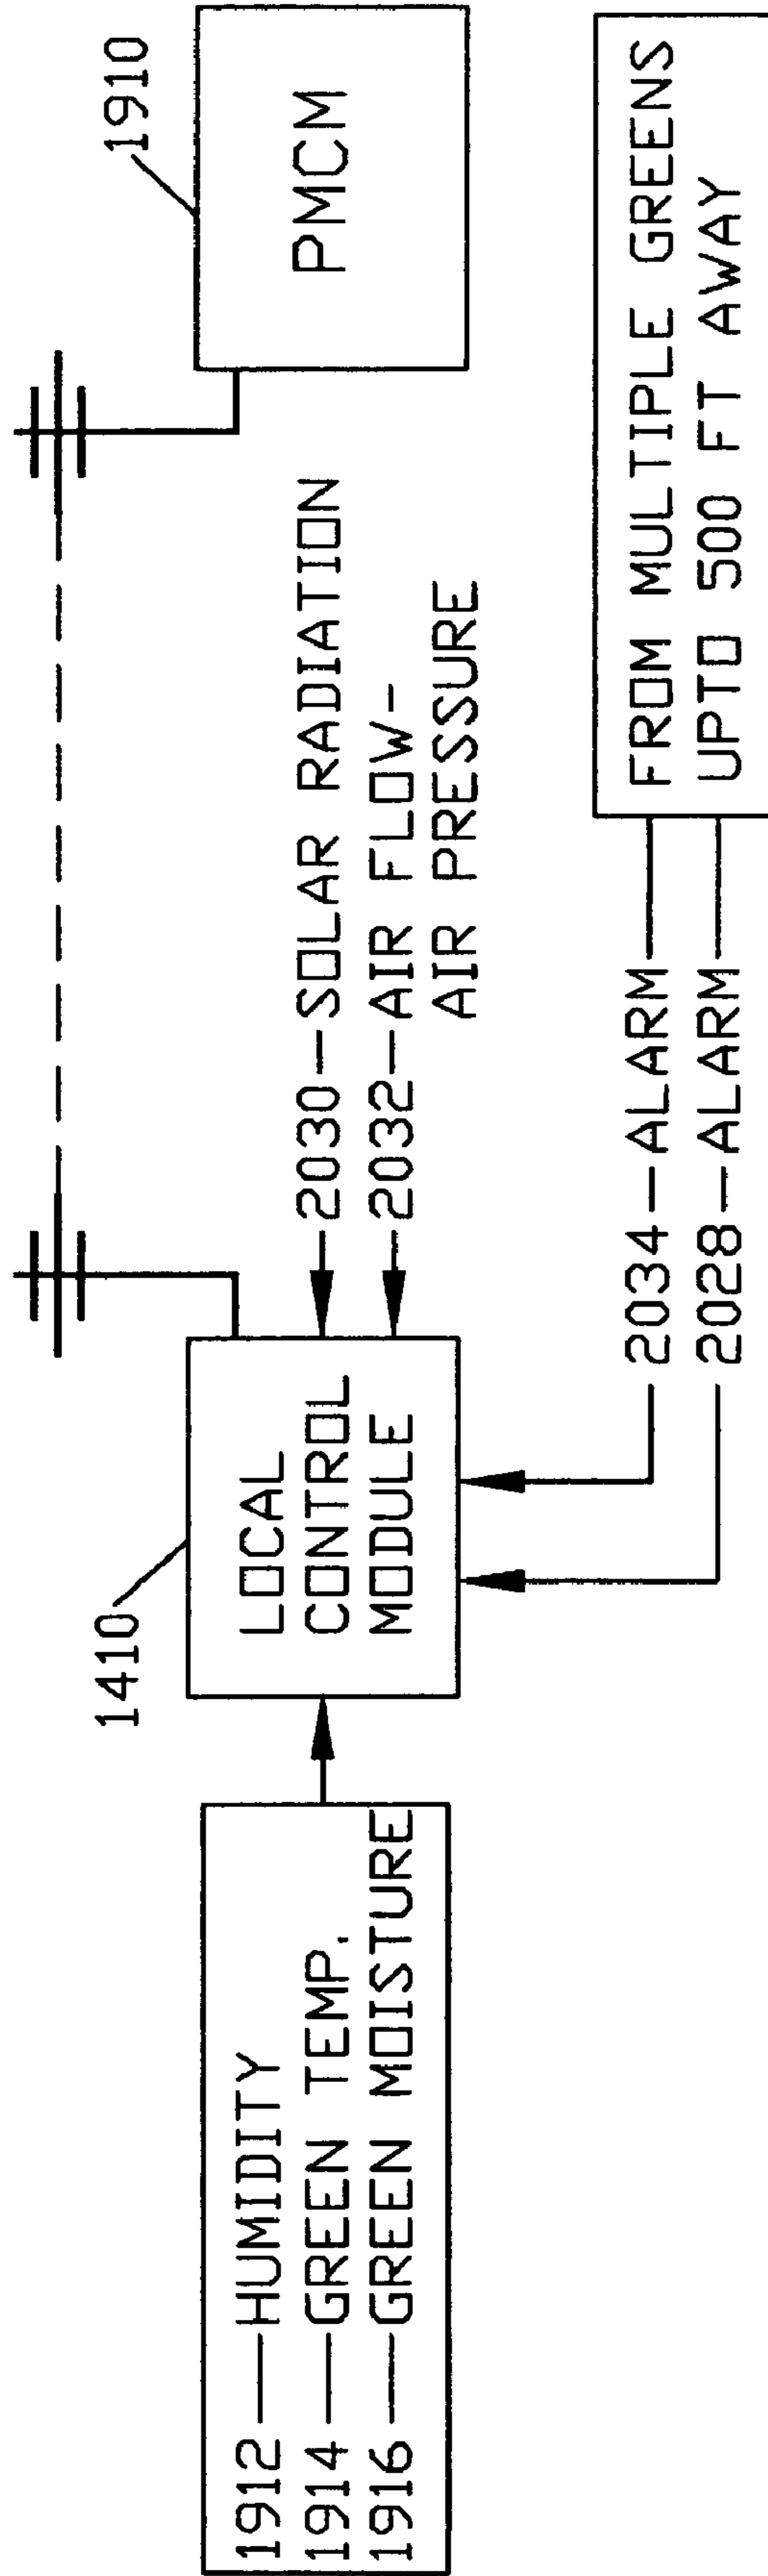 1912—HUMIDITY
1914—GREEN TEMP.
1916—GREEN MOISTURE
1410
LOCAL
CONTROL
MODULE
2030—SOLAR RADIATION
2032—AIR FLOW-
AIR PRESSURE
1910
PMCM
2034—ALARM
2028—ALARM
FROM MULTIPLE GREENS
UPTO 500 FT AWAY